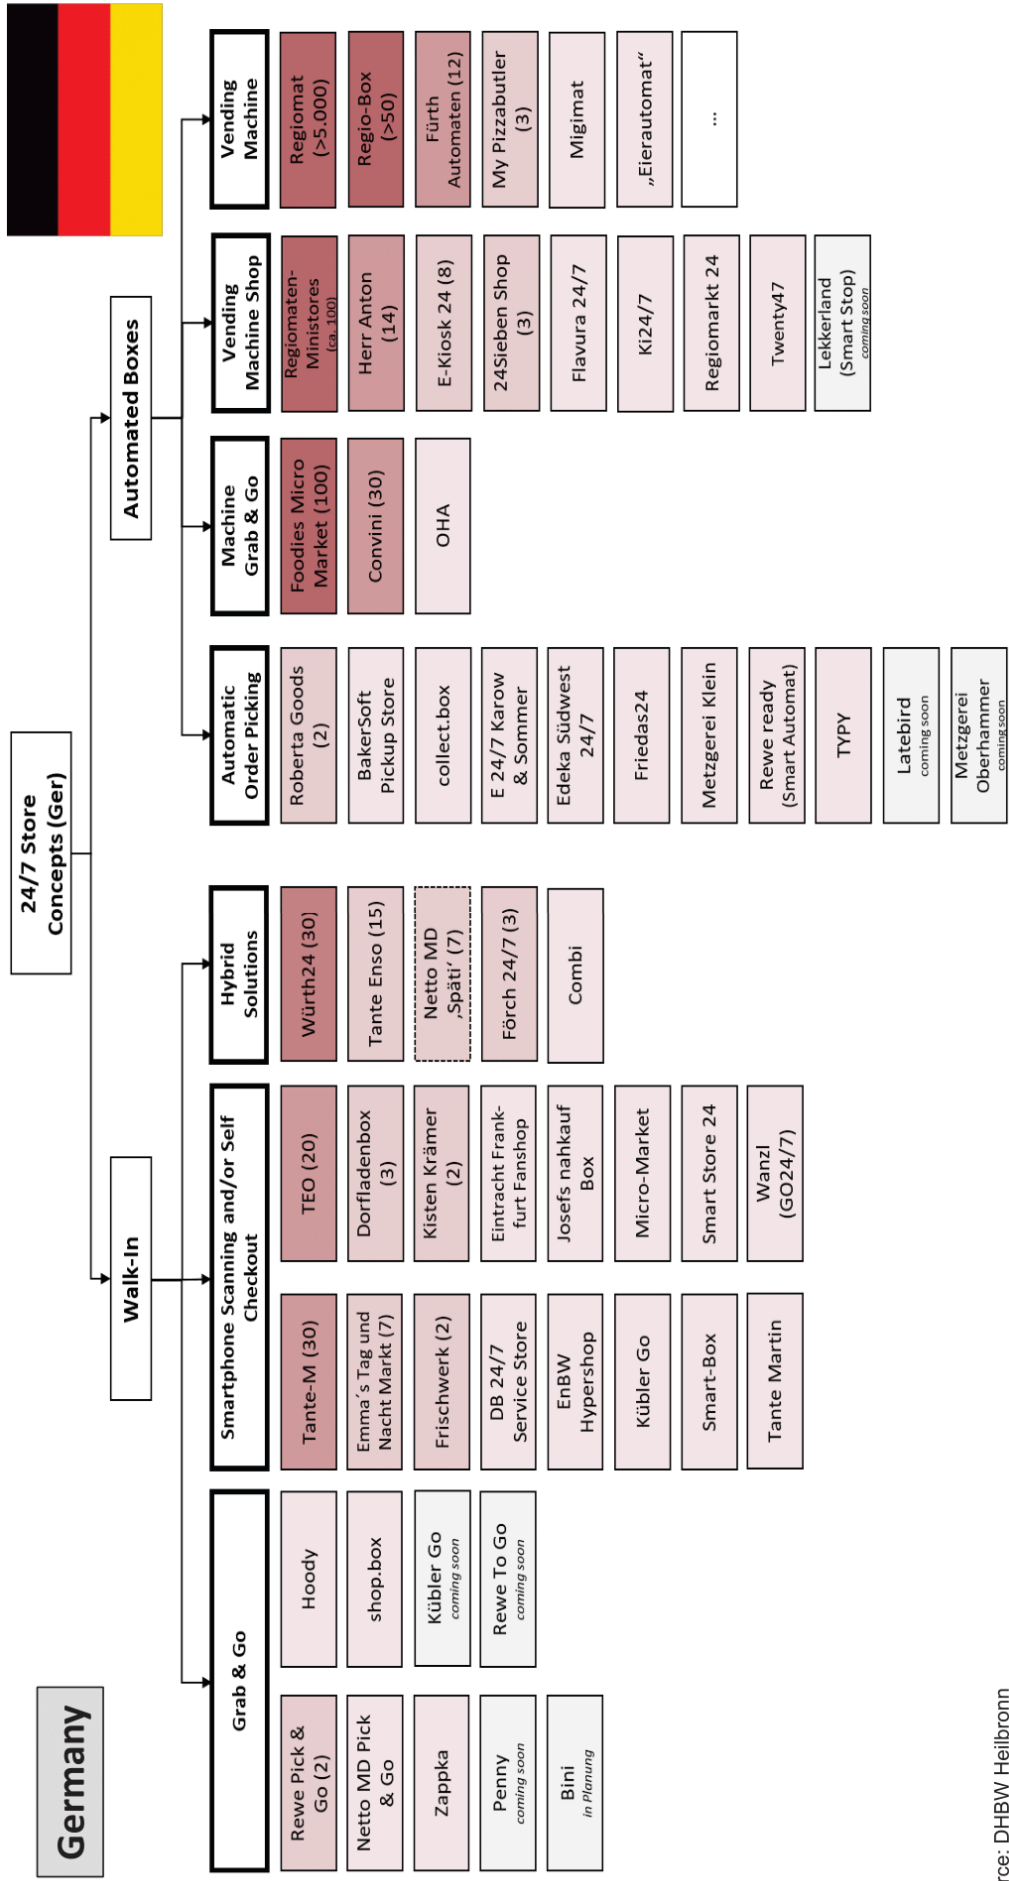 Germany
24/7 Store
Concepts (Ger)
Walk-In
Automated Boxes
Grab & Go
Rewe Pick &
Go (2)
Netto MD Pick
& Go
Zappka
Penny
coming soon
Bini
in Planung
Hoody
shop.box
Kübler Go
coming soon
Rewe To Go
coming soon
Smartphone Scanning and/or Self
Checkout
Tante-M (30)
Emma´s Tag und
Nacht Markt (7)
Frischwerk (2)
DB 24/7
Service Store
EnBW
Hypershop
Kübler Go
Smart-Box
Tante Martin
TEO (20)
Dorfladenbox
(3)
Kisten Krämer
(2)
Eintracht Frank-
furt Fanshop
Josefs nahkauf
Box
Micro-Market
Smart Store 24
Wanzl
(GO24/7)
Hybrid
Solutions
Würth24 (30)
Tante Enso (15)
Netto MD
‚Späti‘ (7)
Förch 24/7 (3)
Combi
Automatic
Order Picking
Roberta Goods
(2)
BakerSoft
Pickup Store
collect.box
E 24/7 Karow
& Sommer
Edeka Südwest
24/7
Friedas24
Metzgerei Klein
Rewe ready
(Smart Automat)
TYPY
Latebird
coming soon
Metzgerei
Oberhammer
coming soon
Machine
Grab & Go
Foodies Micro
Market (100)
Convini (30)
OHA
Vending
Machine Shop
Regiomaten-
Ministores
(ca. 100)
Herr Anton
(14)
E-Kiosk 24 (8)
24Sieben Shop
(3)
Flavura 24/7
Ki24/7
Regiomarkt 24
Twenty47
Lekkerland
(Smart Stop)
coming soon
Vending
Machine
Regiomat
(>5.000)
Regio-Box
(>50)
Fürth
Automaten (12)
My Pizzabutler
(3)
Migimat
„Eierautomat“
...
rce: DHBW Heilbronn